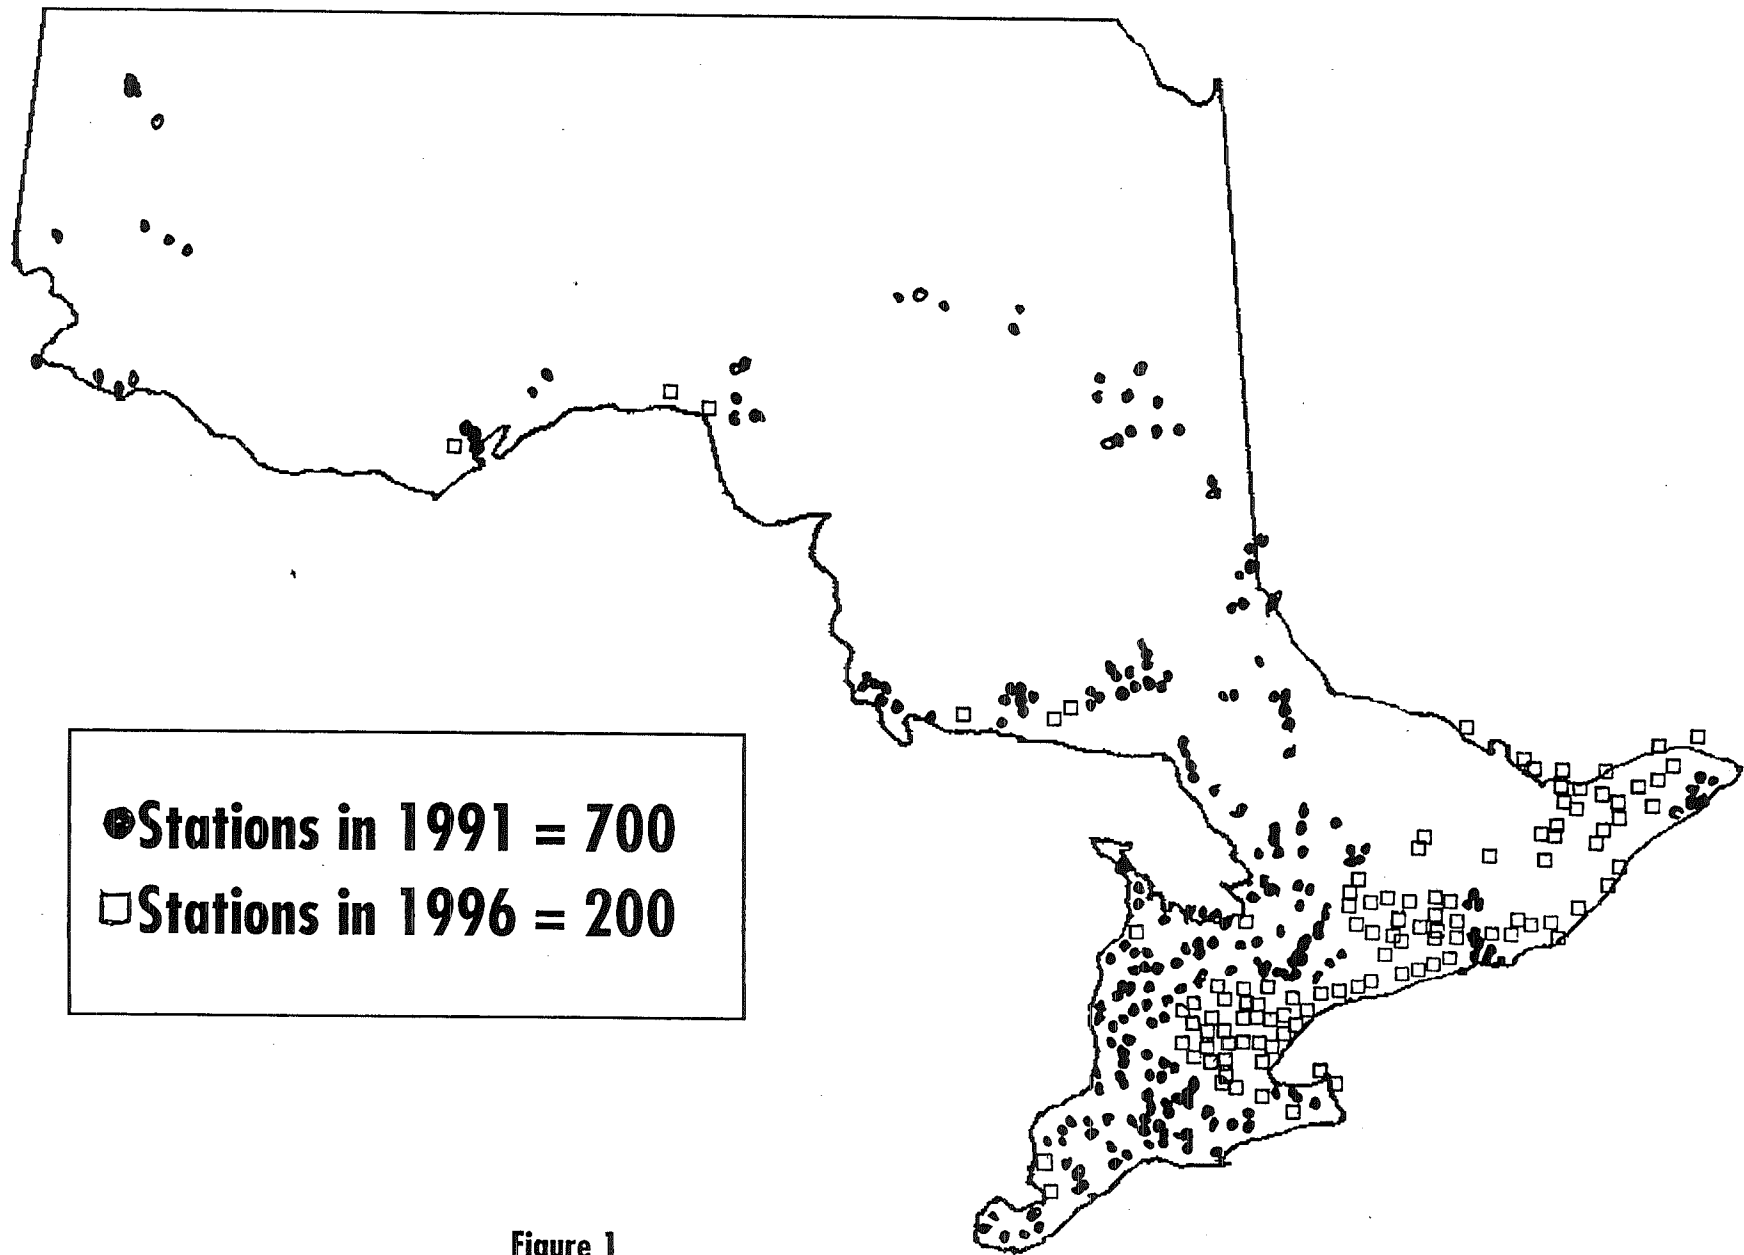 Stations in 1991 = 700
Stations in 1996 = 200
Figure 1